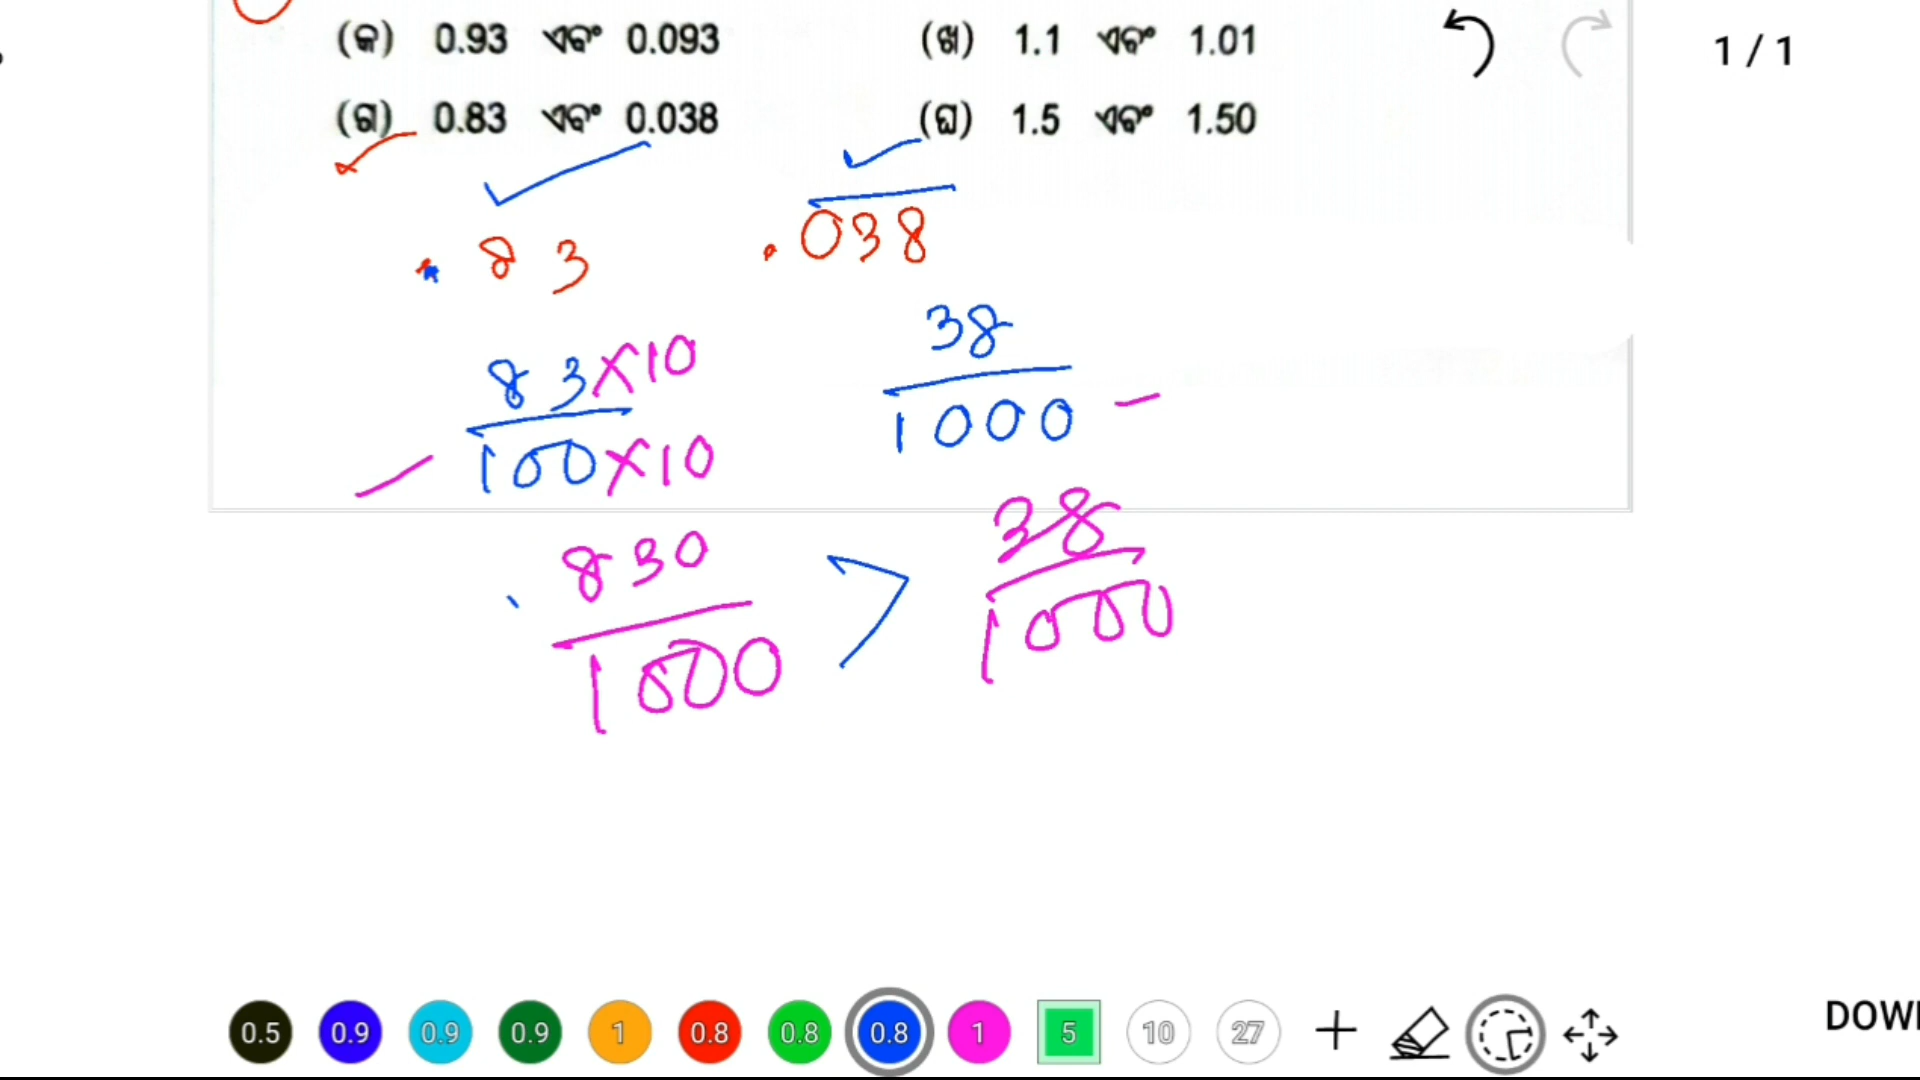 (କ) 0.93 ଏବଂ 0.093 (ଖ) 1.1 ଏବଂ 1.01
1 / 1
(ଗ) 0.83 ଏବଂ 0.038 (ଘ) 1.5 ଏବଂ 1.50
.83 .038
83×10 38
100×10 1000
830 > 38
1000 1000
0.5 0.9 0.9 0.9 1 0.8 0.8 0.8 1 5 10 27
DOW